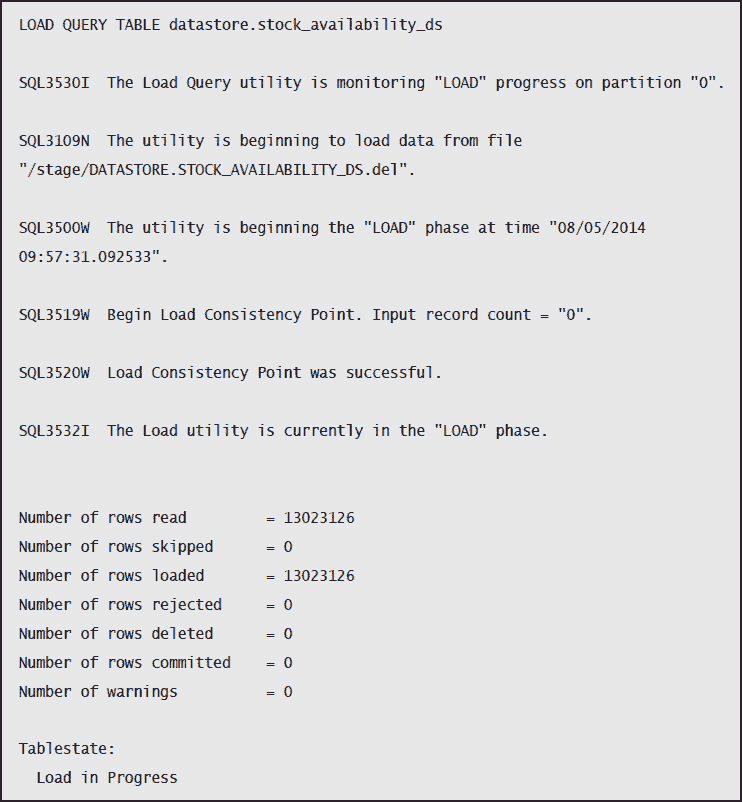 LOAD QUERY TABLE datastore.stock_availability_ds
SQL3530I  The Load Query utility is monitoring "LOAD" progress on partition "0".
SQL3109N  The utility is beginning to load data from file
"/stage/DATASTORE.STOCK_AVAILABILITY_DS.del".
SQL3500W  The utility is beginning the "LOAD" phase at time "08/05/2014
09:57:31.092533".
SQL3519W  Begin Load Consistency Point. Input record count = "0".
SQL3520W  Load Consistency Point was successful.
SQL3532I  The Load utility is currently in the "LOAD" phase.
Number of rows read         = 13023126
Number of rows skipped      = 0
Number of rows loaded       = 13023126
Number of rows rejected     = 0
Number of rows deleted      = 0
Number of rows committed    = 0
Number of warnings          = 0
Tablestate:
  Load in Progress